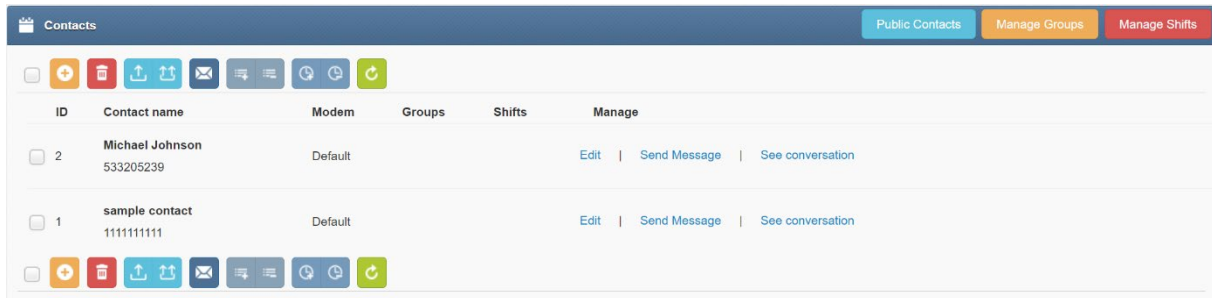 Contacts Public Contacts Manage Groups Manage Shifts
ID Contact name Modem Groups Shifts Manage
2 Michael Johnson Default Edit | Send Message | See conversation
533205239
1 sample contact Default Edit | Send Message | See conversation
1111111111